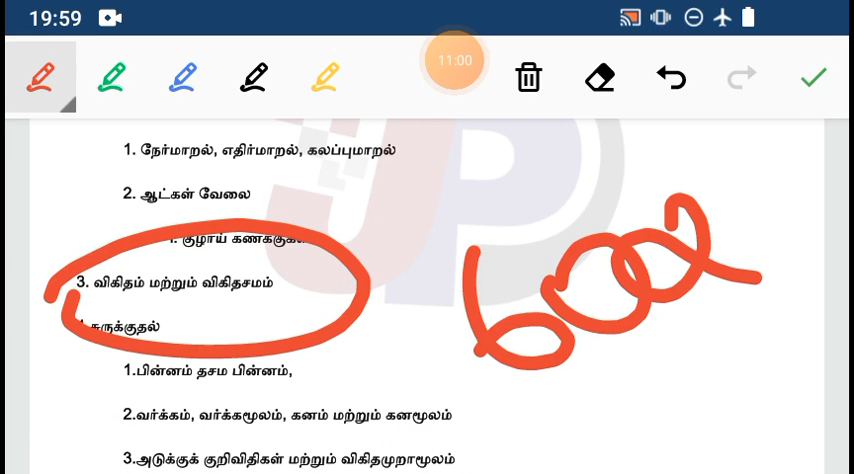 19:59
11:00
1. நேர்மாறல், எதிர்மாறல், கலப்புமாறல்
2. ஆட்கள் வேலை
1. குழாய் கணக்குகள்
3. விகிதம் மற்றும் விகிதசமம்
4 சுருக்குதல்
1.பின்னம் தசம பின்னம்,
2.வர்க்கம், வர்க்கமூலம், கனம் மற்றும் கனமூலம்
3.அடுக்குக் குறிவிதிகள் மற்றும் விகிதமுறாமூலம்